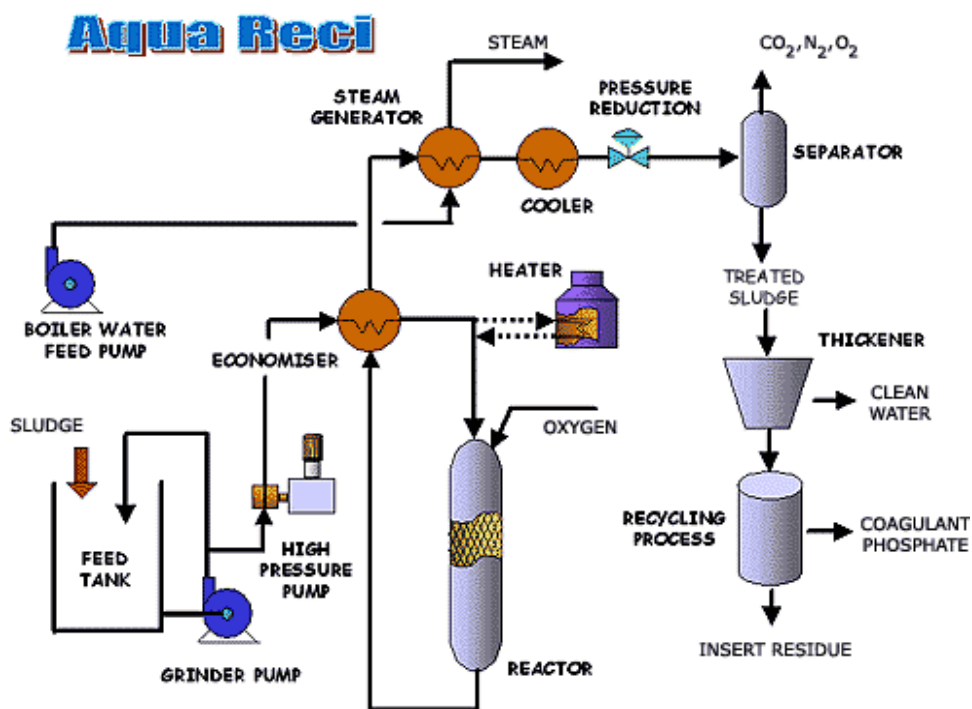 Aqua Reci
STEAM
CO₂,N₂,O₂
STEAM
GENERATOR
PRESSURE
REDUCTION
SEPARATOR
COOLER
HEATER
TREATED
SLUDGE
BOILER WATER
FEED PUMP
ECONOMISER
THICKENER
CLEAN
WATER
SLUDGE
OXYGEN
FEED
TANK
HIGH
PRESSURE
PUMP
RECYCLING
PROCESS
COAGULANT
PHOSPHATE
GRINDER PUMP
REACTOR
INSERT RESIDUE